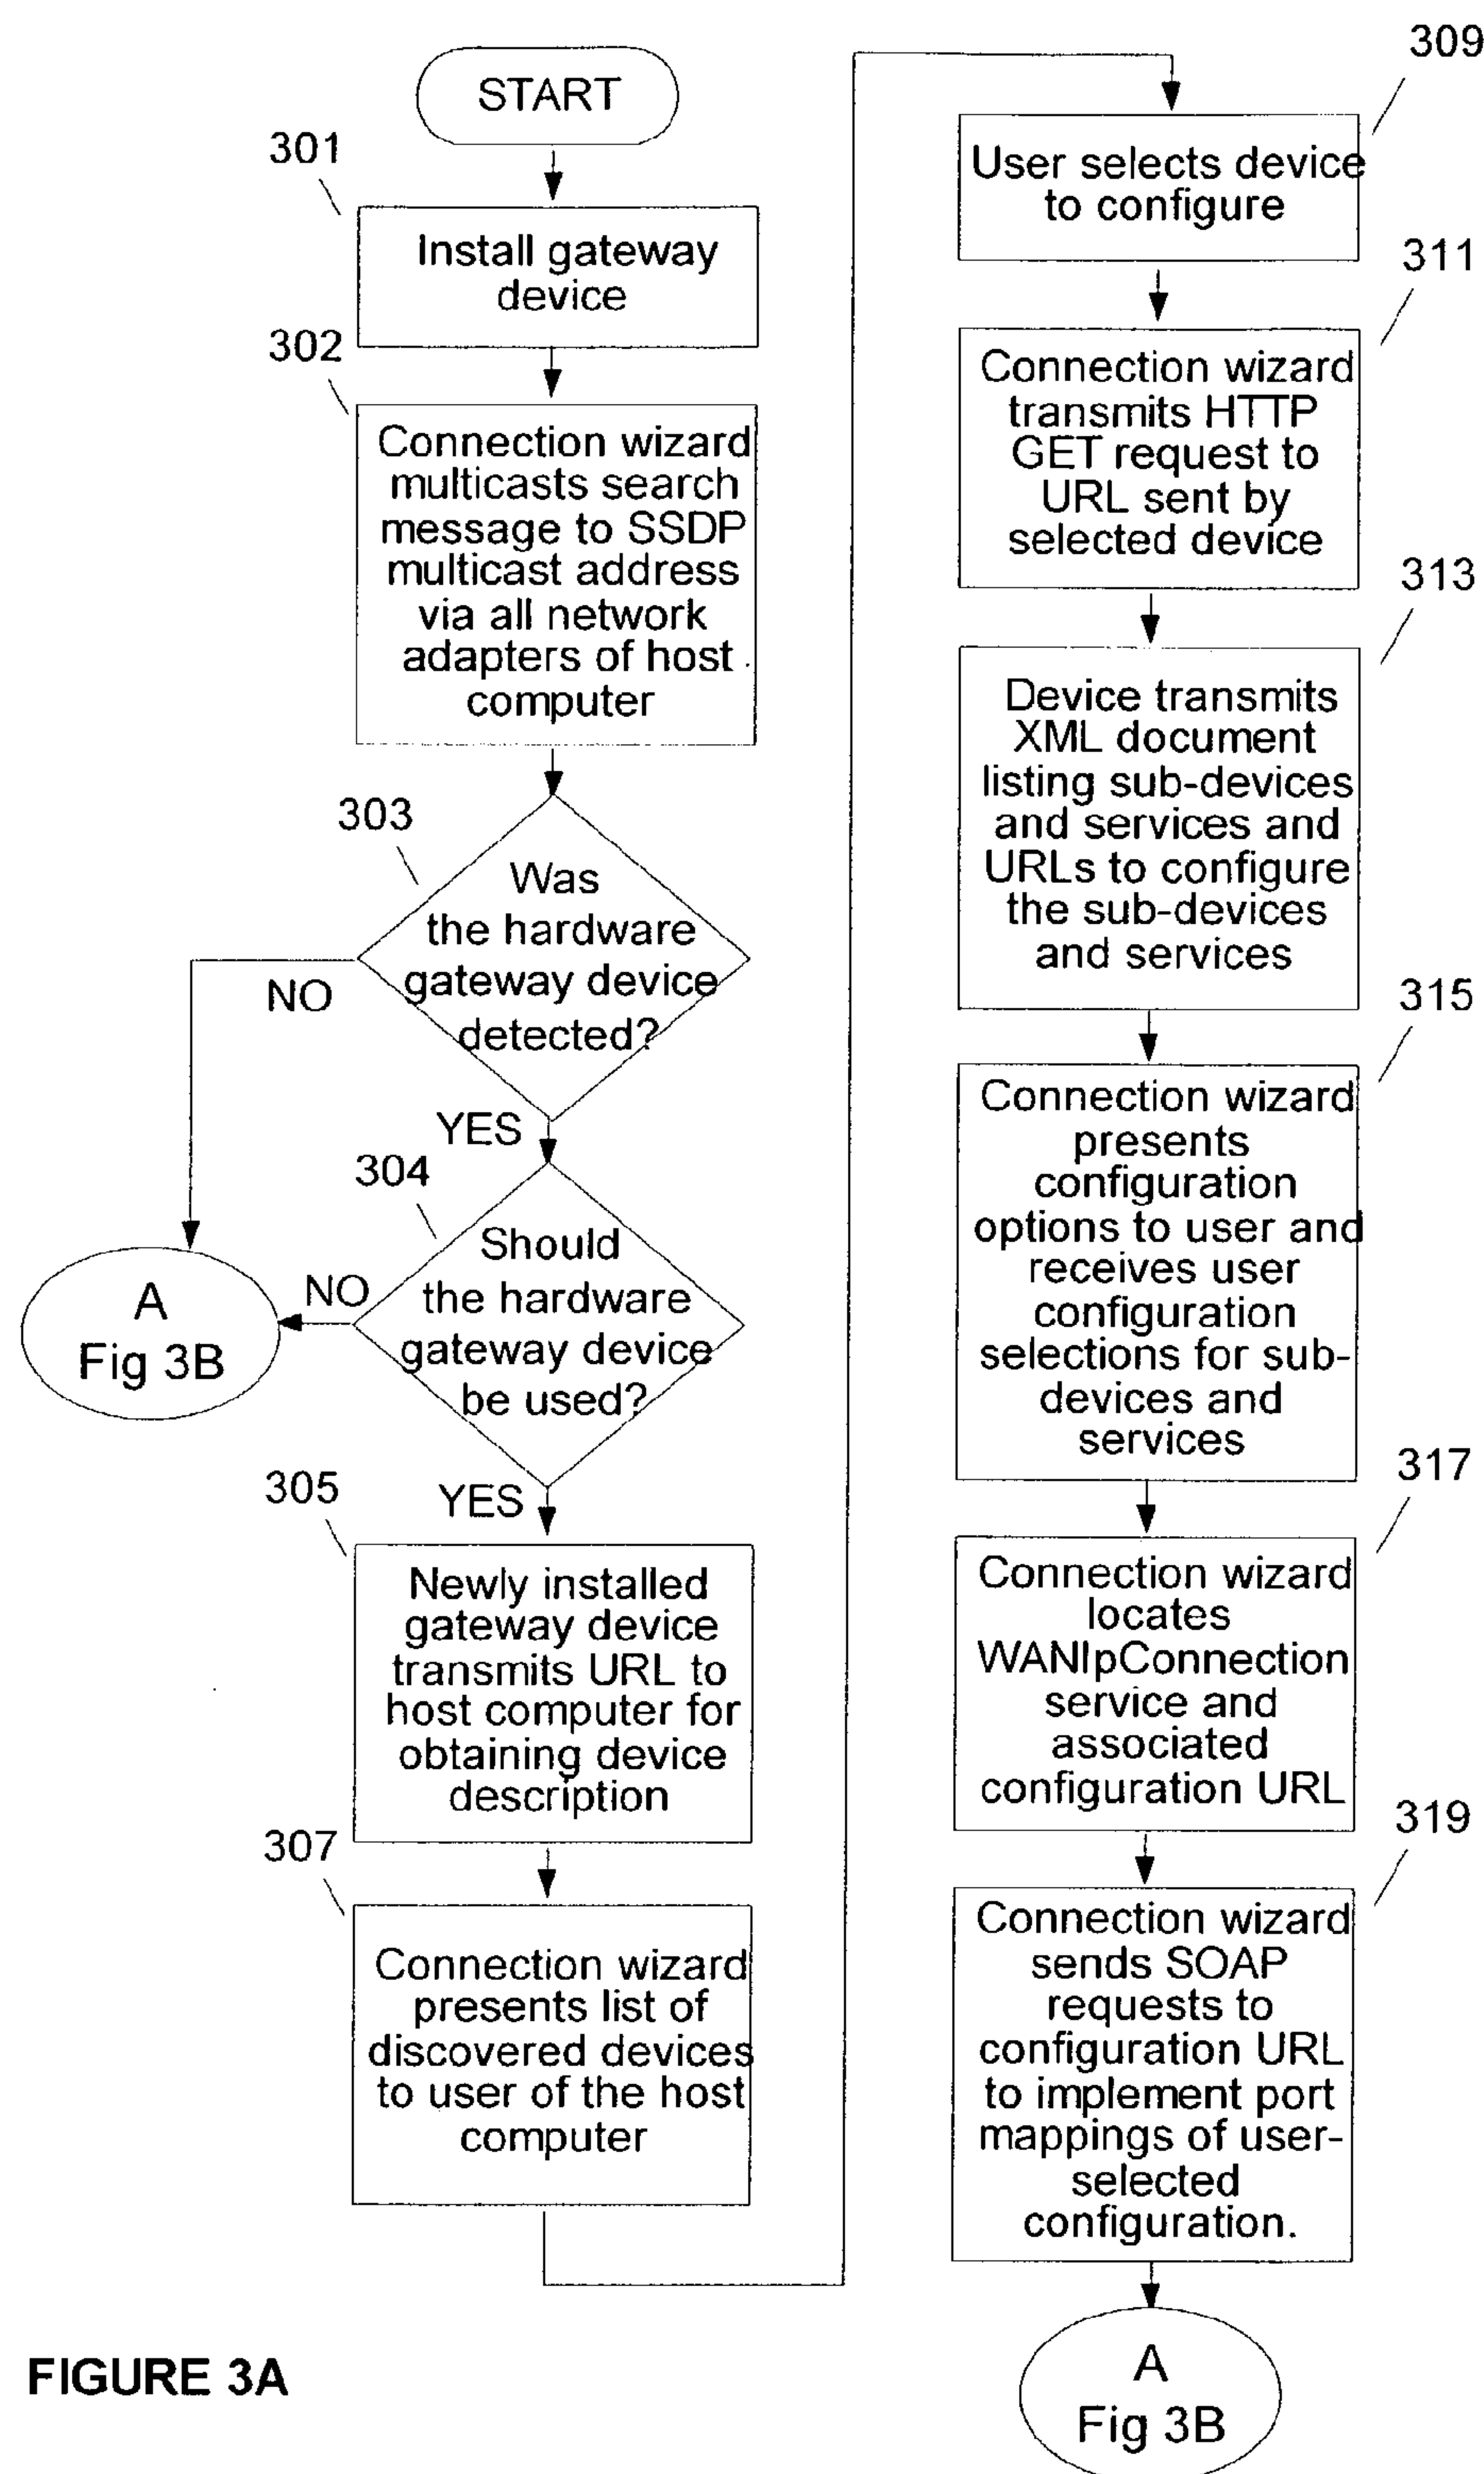 START
301
Install gateway
device
302
Connection wizard
multicasts search
message to SSDP
multicast address
via all network
adapters of host
computer
303
Was
the hardware
gateway device
detected?
NO
YES
304
Should
the hardware
gateway device
be used?
NO
A
Fig 3B
YES
305
Newly installed
gateway device
transmits URL to
host computer for
obtaining device
description
307
Connection wizard
presents list of
discovered devices
to user of the host
computer
309
User selects device
to configure
311
Connection wizard
transmits HTTP
GET request to
URL sent by
selected device
313
Device transmits
XML document
listing sub-devices
and services and
URLs to configure
the sub-devices
and services
315
Connection wizard
presents
configuration
options to user and
receives user
configuration
selections for sub-
devices and
services
317
Connection wizard
locates
WANIpConnection
service and
associated
configuration URL
319
Connection wizard
sends SOAP
requests to
configuration URL
to implement port
mappings of user-
selected
configuration.
A
Fig 3B
FIGURE 3A